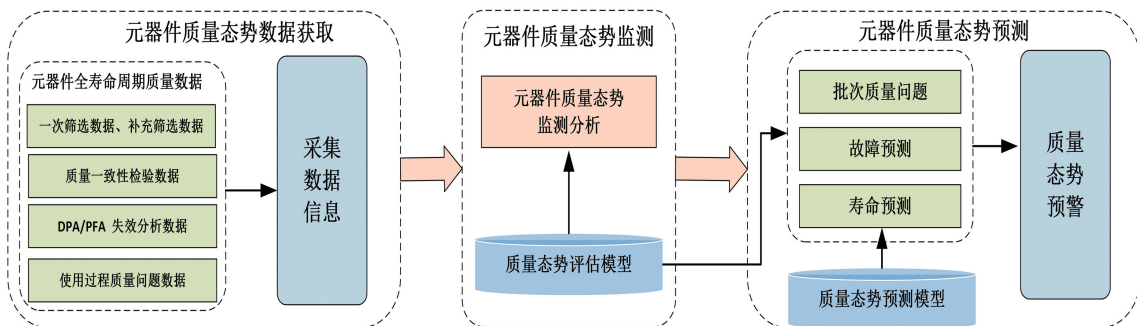 元器件质量态势数据获取
元器件全寿命周期质量数据
一次筛选数据、补充筛选数据
质量一致性检验数据
DPA/PFA 失效分析数据
使用过程质量问题数据
采集
数据
信息
元器件质量态势监测
元器件质量态势
监测分析
质量态势评估模型
元器件质量态势预测
批次质量问题
故障预测
寿命预测
质量态势预测模型
质量
态势
预警